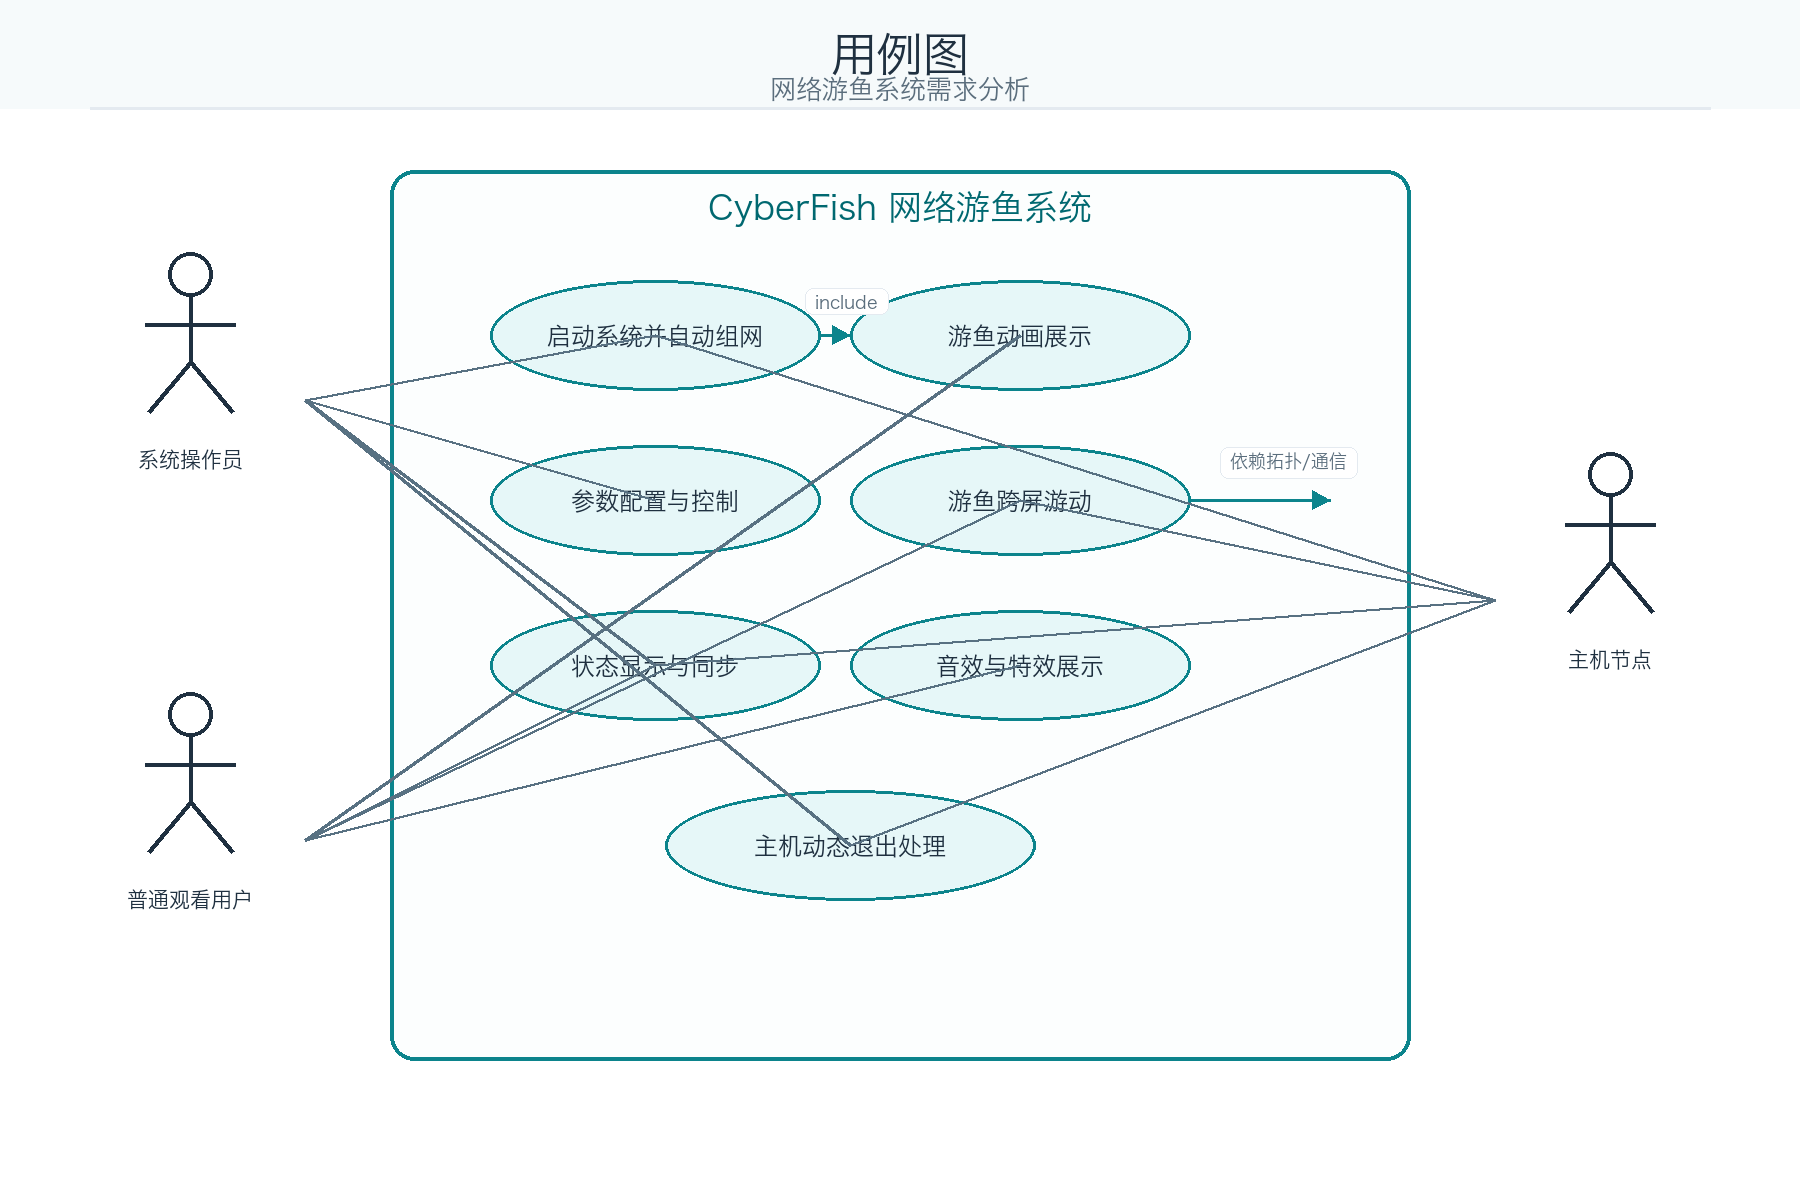 用例图
网络游鱼系统需求分析
CyberFish 网络游鱼系统
include
启动系统并自动组网
游鱼动画展示
系统操作员
依赖拓扑/通信
参数配置与控制
游鱼跨屏游动
主机节点
状态显示与同步
音效与特效展示
主机动态退出处理
普通观看用户